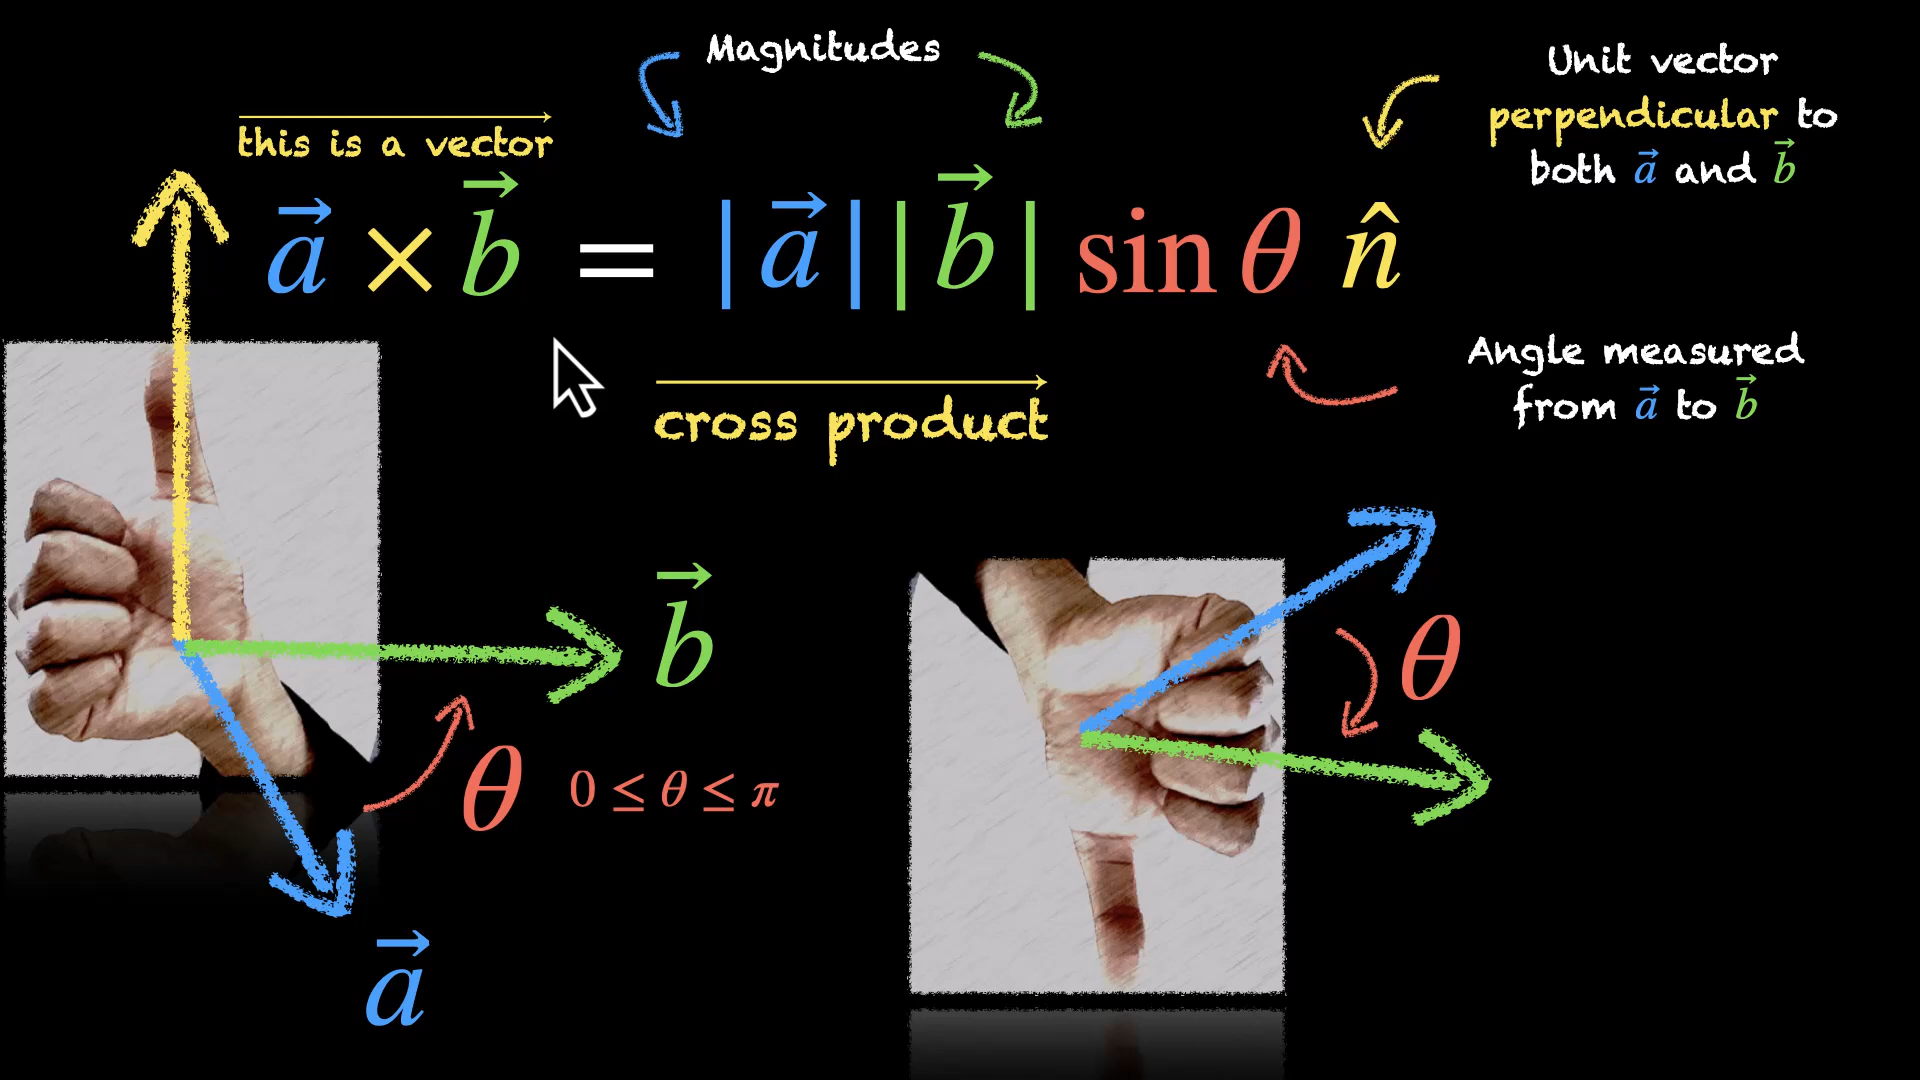 Magnitudes
Unit vector
perpendicular to
both a⃗ and b⃗
this is a vector
a⃗ × b⃗ = |a⃗||b⃗| sin θ n̂
Angle measured
from a⃗ to b⃗
cross product
b⃗
θ
θ 0 ≤ θ ≤ π
a⃗